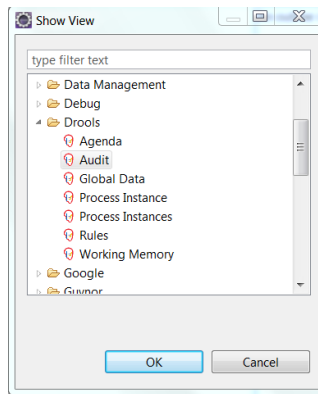 Show View
type filter text
Data Management
Debug
Drools
Agenda
Audit
Global Data
Process Instance
Process Instances
Rules
Working Memory
Google
Guvnor
OK
Cancel